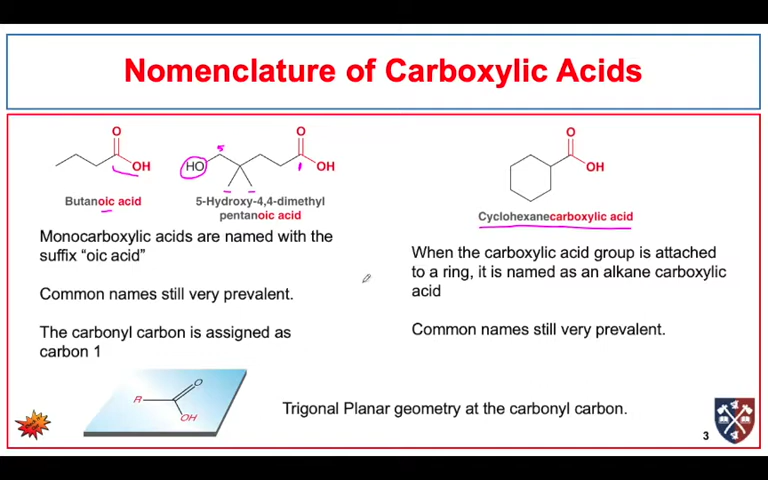 Nomenclature of Carboxylic Acids
O
OH
Butanoic acid
HO
5
O
1
OH
5-Hydroxy-4,4-dimethyl
pentanoic acid
O
OH
Cyclohexanecarboxylic acid
Monocarboxylic acids are named with the
suffix “oic acid”
Common names still very prevalent.
The carbonyl carbon is assigned as
carbon 1
When the carboxylic acid group is attached
to a ring, it is named as an alkane carboxylic
acid
Common names still very prevalent.
R
O
OH
Trigonal Planar geometry at the carbonyl carbon.
3